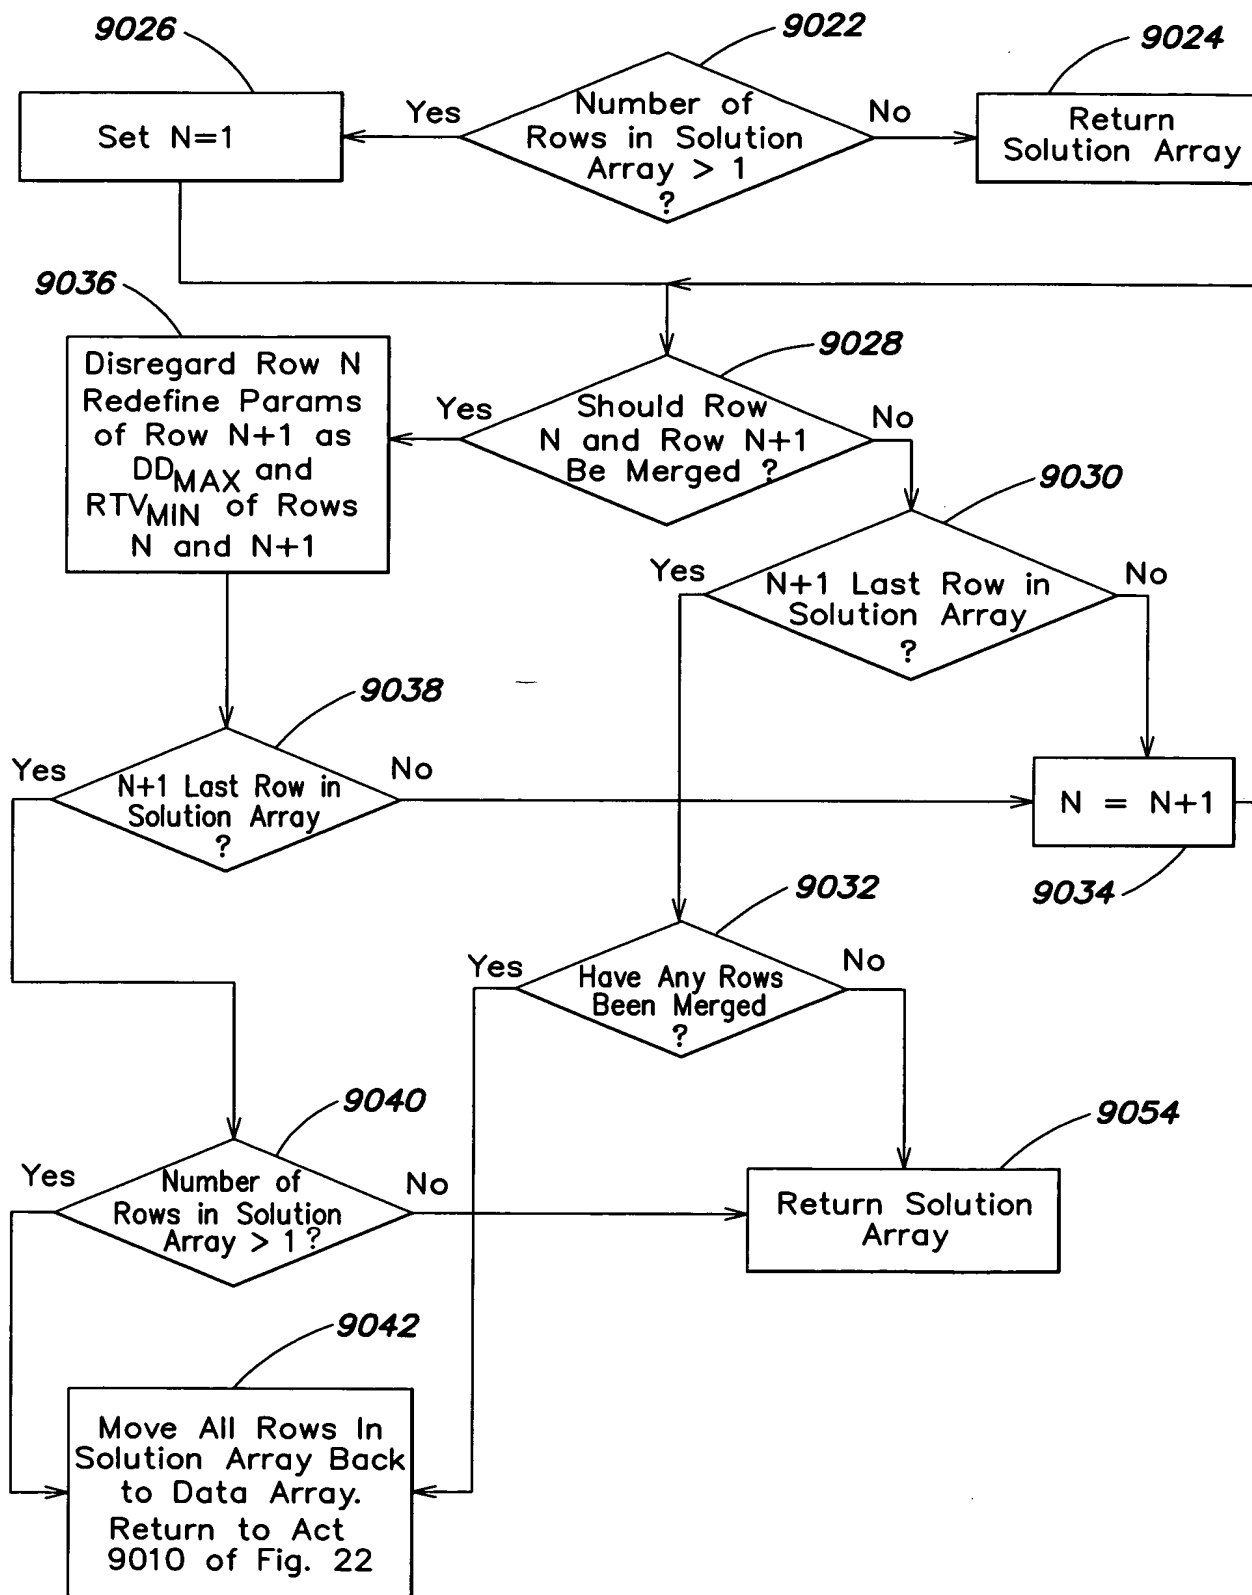 9026
9022
9024
Set N=1
Yes
Number of
Rows in Solution
Array > 1
?
No
Return
Solution Array
9036
Disregard Row N
Redefine Params
of Row N+1 as
DDMAX and
RTVMIN of Rows
N and N+1
9028
Yes
Should Row
N and Row N+1
Be Merged ?
No
9030
Yes
N+1 Last Row in
Solution Array
?
No
9038
Yes
N+1 Last Row in
Solution Array
?
No
N = N+1
9034
9032
Yes
Have Any Rows
Been Merged
?
No
9040
Yes
Number of
Rows in Solution
Array > 1 ?
No
9054
Return Solution
Array
9042
Move All Rows In
Solution Array Back
to Data Array.
Return to Act
9010 of Fig. 22